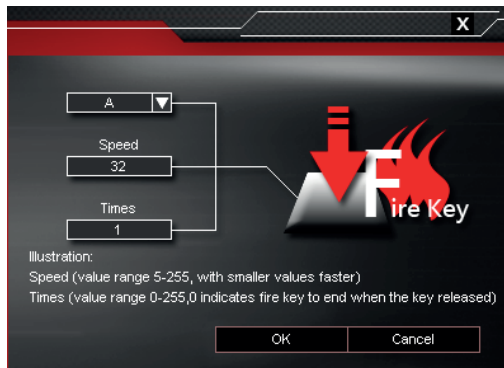 X
A
Speed
32
Times
1
Fire Key
Illustration:
Speed (value range 5-255, with smaller values faster)
Times (value range 0-255,0 indicates fire key to end when the key released)
OK Cancel